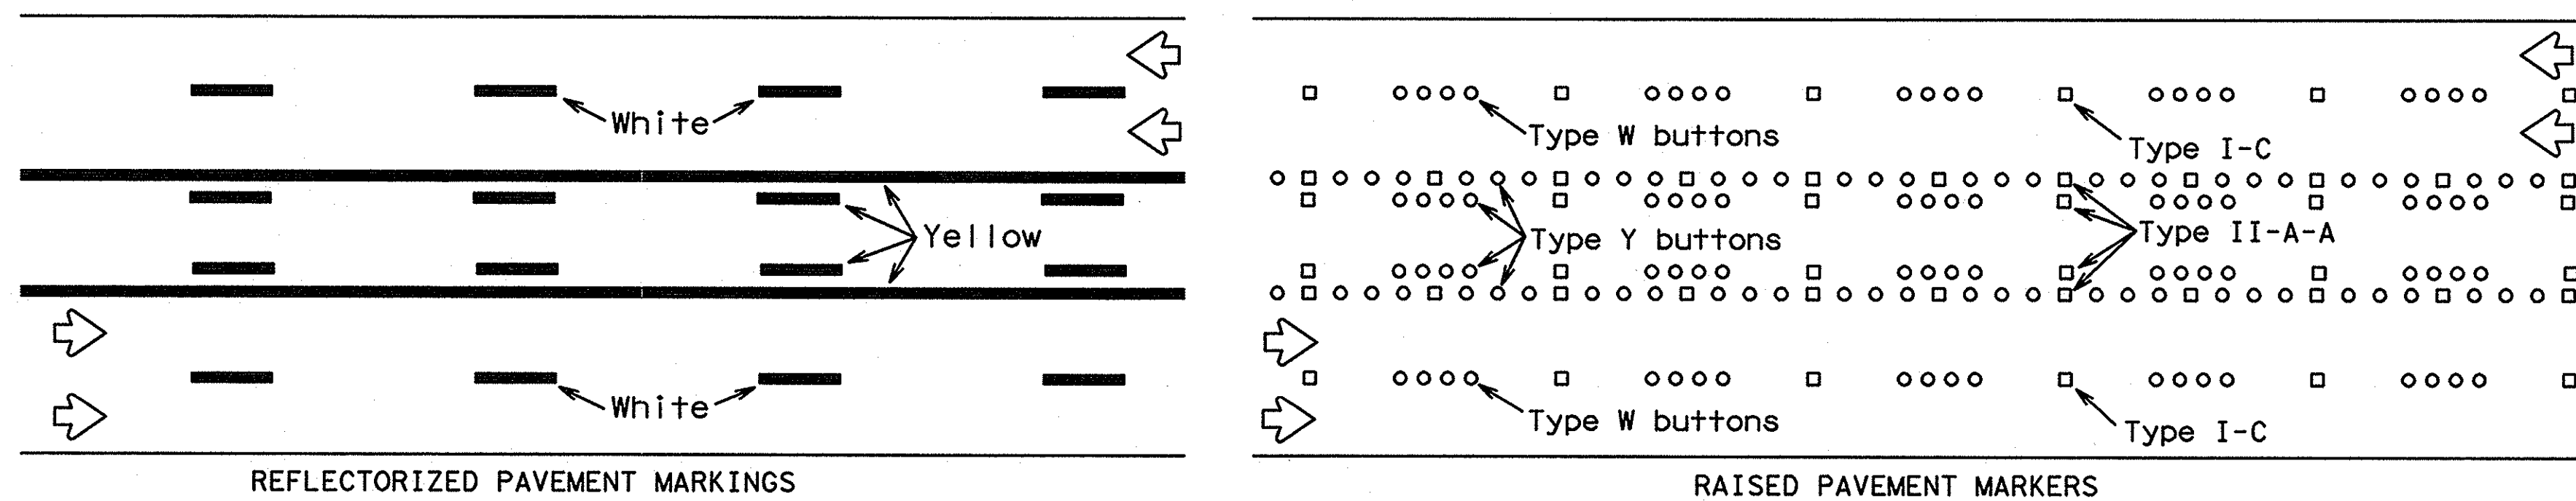 White
Yellow
White
REFLECTORIZED PAVEMENT MARKINGS
Type W buttons
Type I-C
Type Y buttons
Type II-A-A
Type W buttons
Type I-C
RAISED PAVEMENT MARKERS